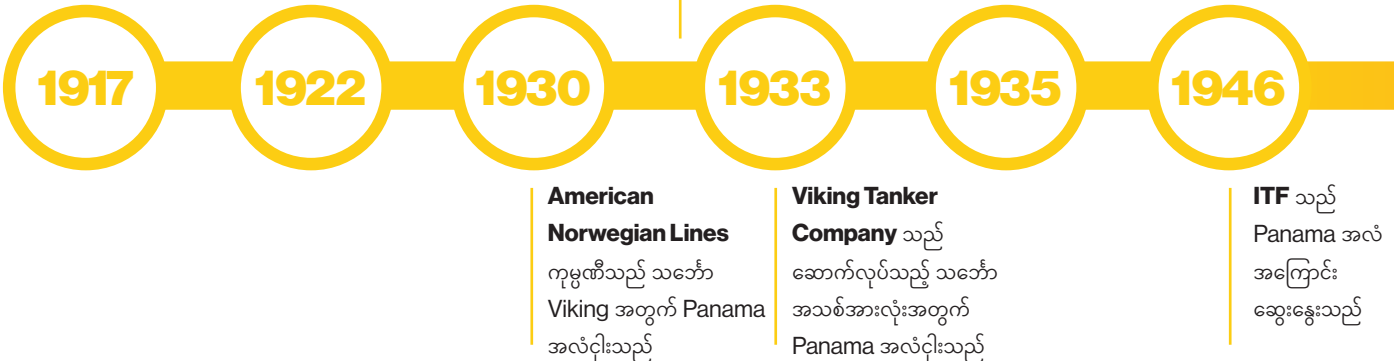 1917 1922 1930 1933 1935 1946
American
Norwegian Lines
ကုမ္ပဏီသည် သင်္ဘော
Viking အတွက် Panama
အလံငှါးသည်
Viking Tanker
Company သည်
ဆောက်လုပ်သည့် သင်္ဘော
အသစ်အားလုံးအတွက်
Panama အလံငှါးသည်
ITF သည်
Panama အလံ
အကြောင်း
ဆွေးနွေးသည်